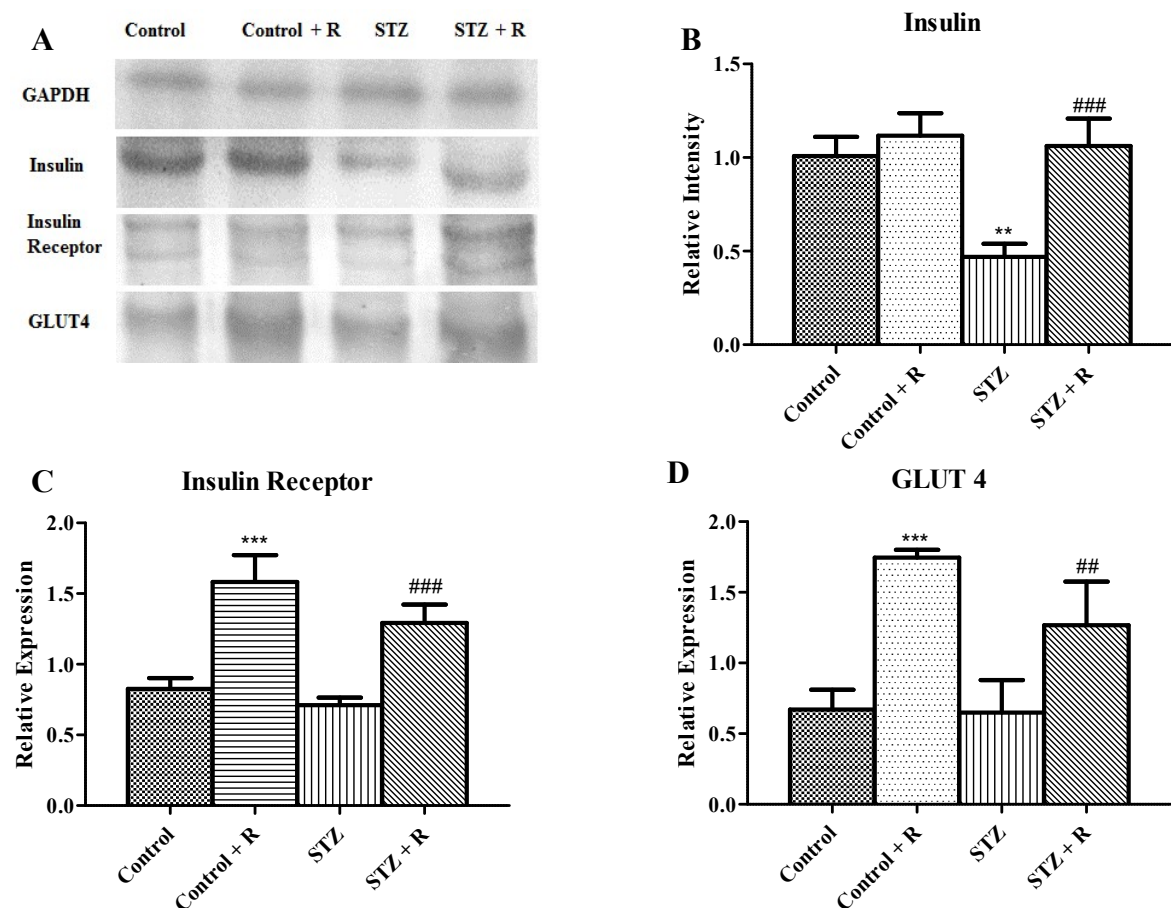 A
Control Control + R STZ STZ + R
GAPDH
Insulin
Insulin
Receptor
GLUT4
B
Insulin
Relative Intensity
1.5
1.0
0.5
0.0
**
###
Control
Control + R
STZ
STZ + R
C
Insulin Receptor
Relative Expression
2.0
1.5
1.0
0.5
0.0
***
###
Control
Control + R
STZ
STZ + R
D
GLUT 4
Relative Expression
2.0
1.5
1.0
0.5
0.0
***
##
Control
Control + R
STZ
STZ + R